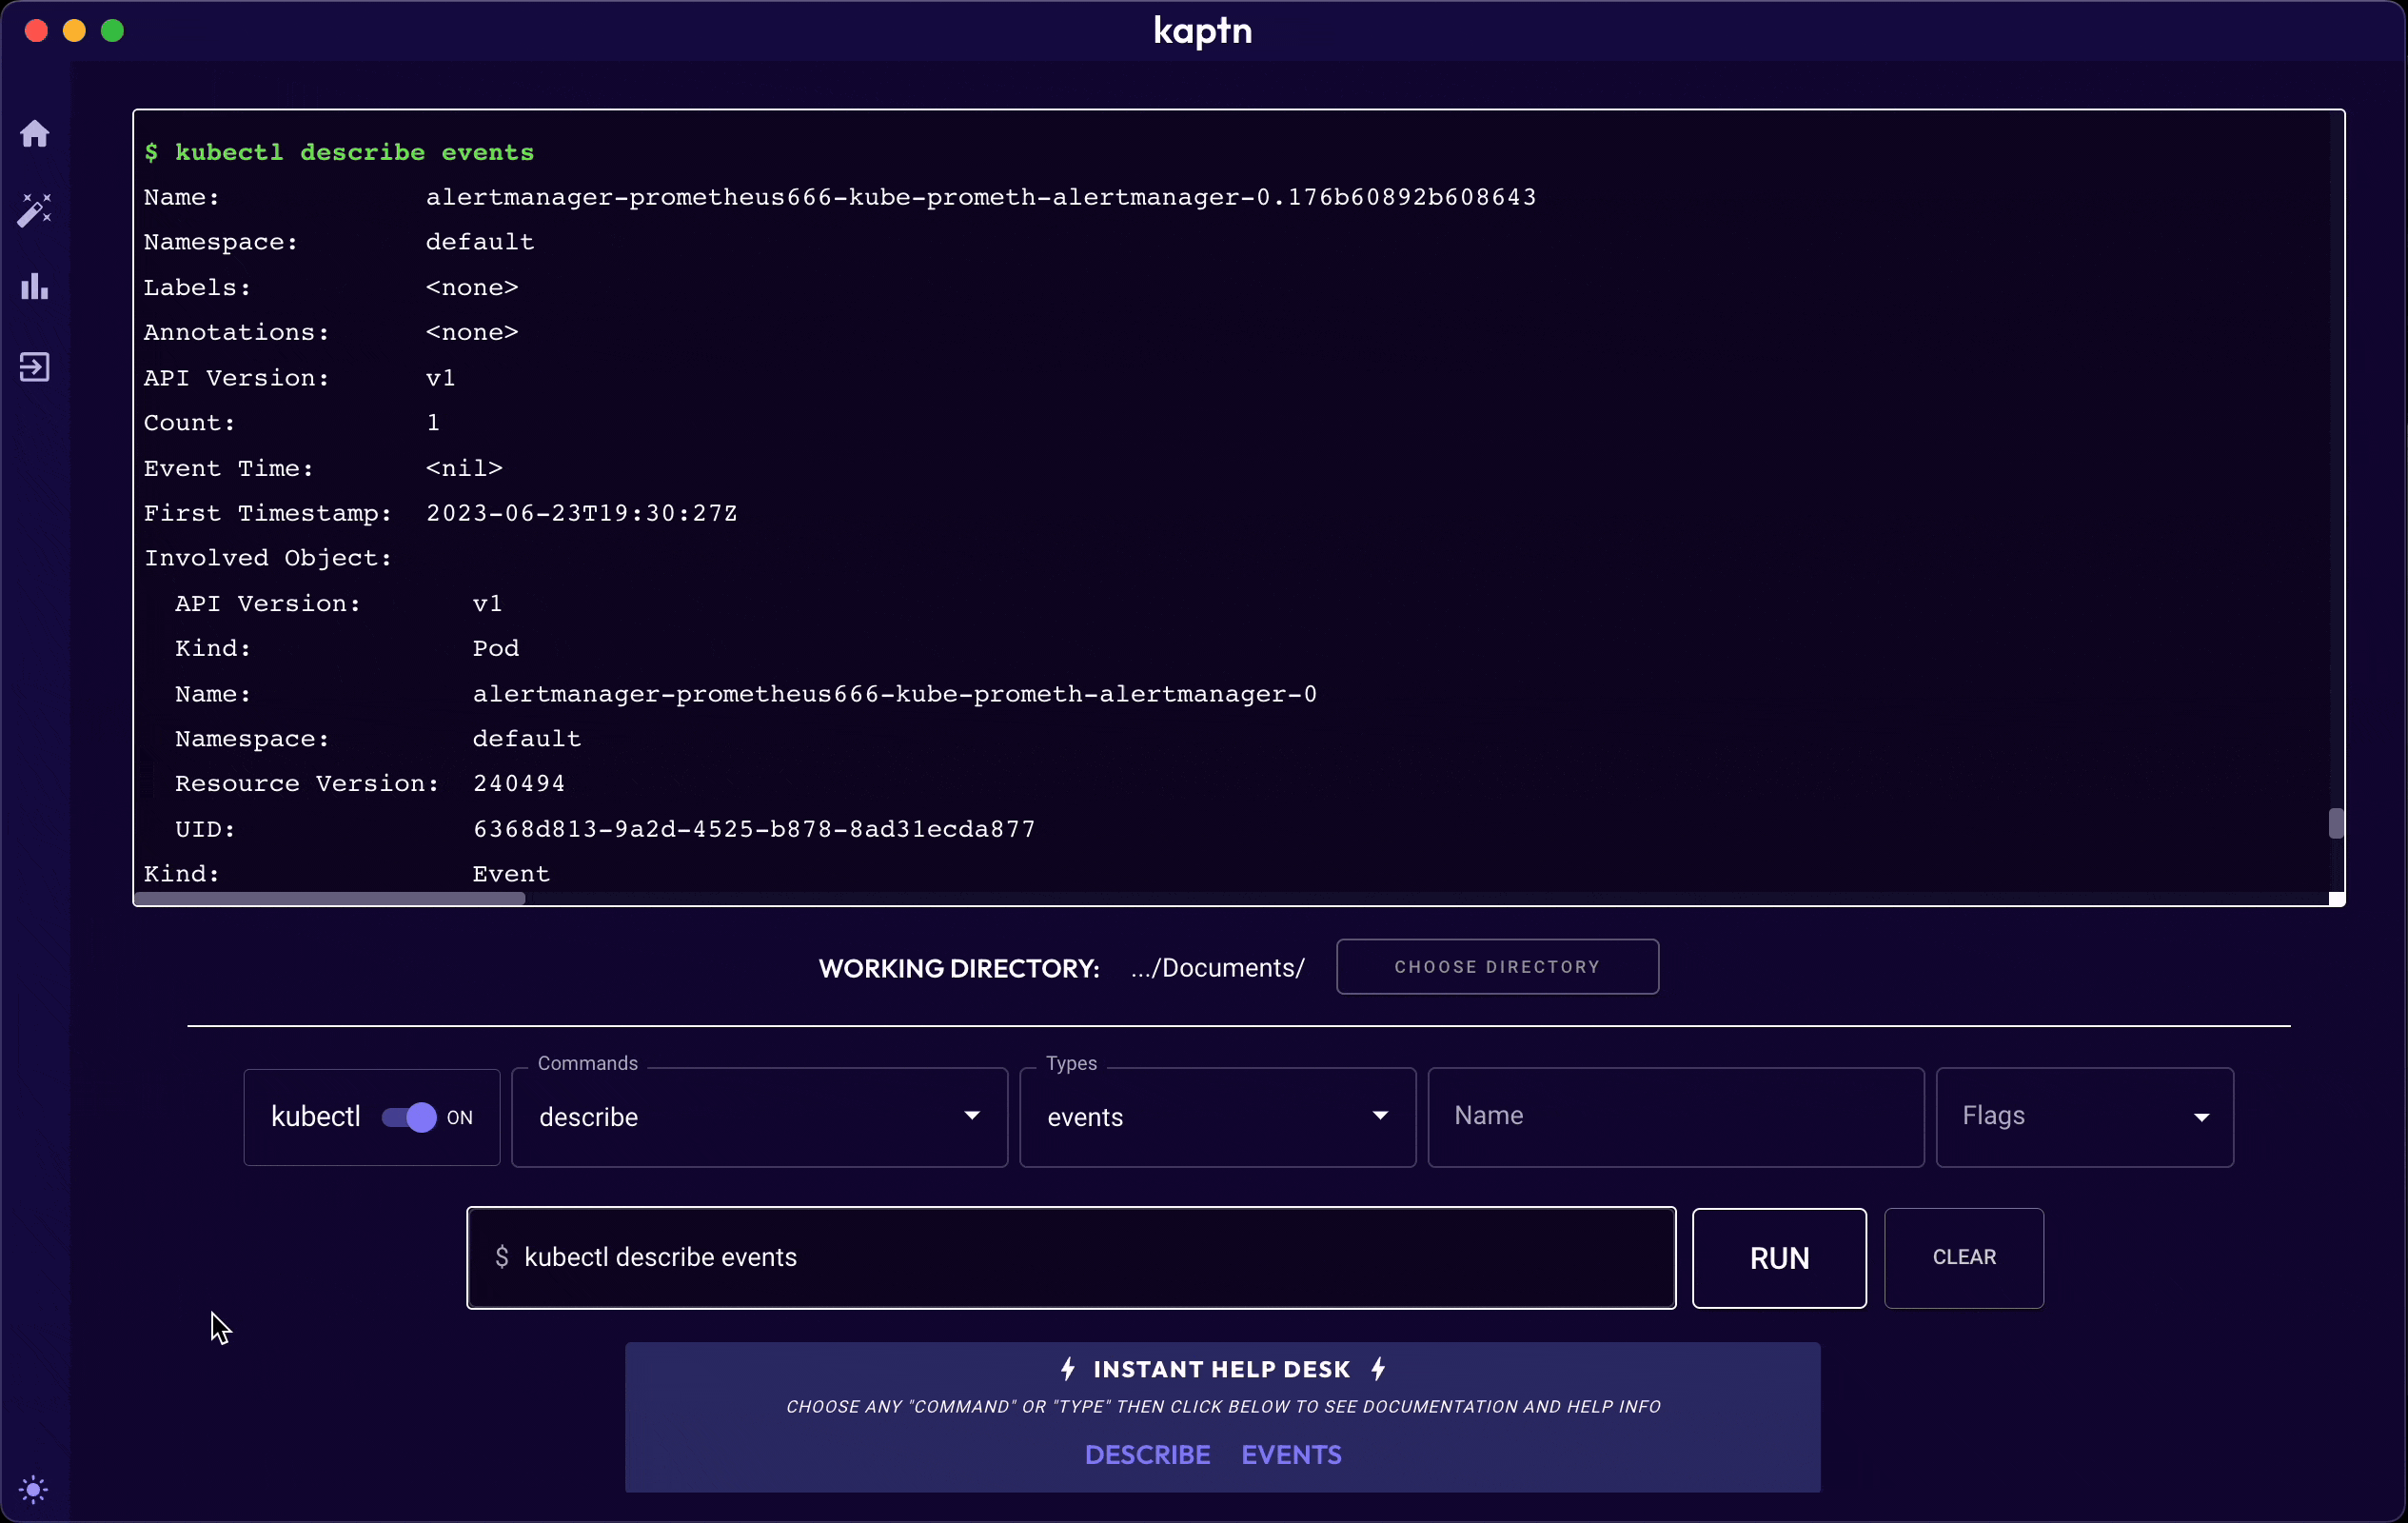 kaptn
$ kubectl describe events
Name: alertmanager-prometheus666-kube-prometh-alertmanager-0.176b60892b608643
Namespace: default
Labels: <none>
Annotations: <none>
API Version: v1
Count: 1
Event Time: <nil>
First Timestamp: 2023-06-23T19:30:27Z
Involved Object:
API Version: v1
Kind: Pod
Name: alertmanager-prometheus666-kube-prometh-alertmanager-0
Namespace: default
Resource Version: 240494
UID: 6368d813-9a2d-4525-b878-8ad31ecda877
Kind: Event
WORKING DIRECTORY: .../Documents/ CHOOSE DIRECTORY
Commands Types
kubectl ON describe events Name Flags
$ kubectl describe events RUN CLEAR
INSTANT HELP DESK
CHOOSE ANY "COMMAND" OR "TYPE" THEN CLICK BELOW TO SEE DOCUMENTATION AND HELP INFO
DESCRIBE EVENTS